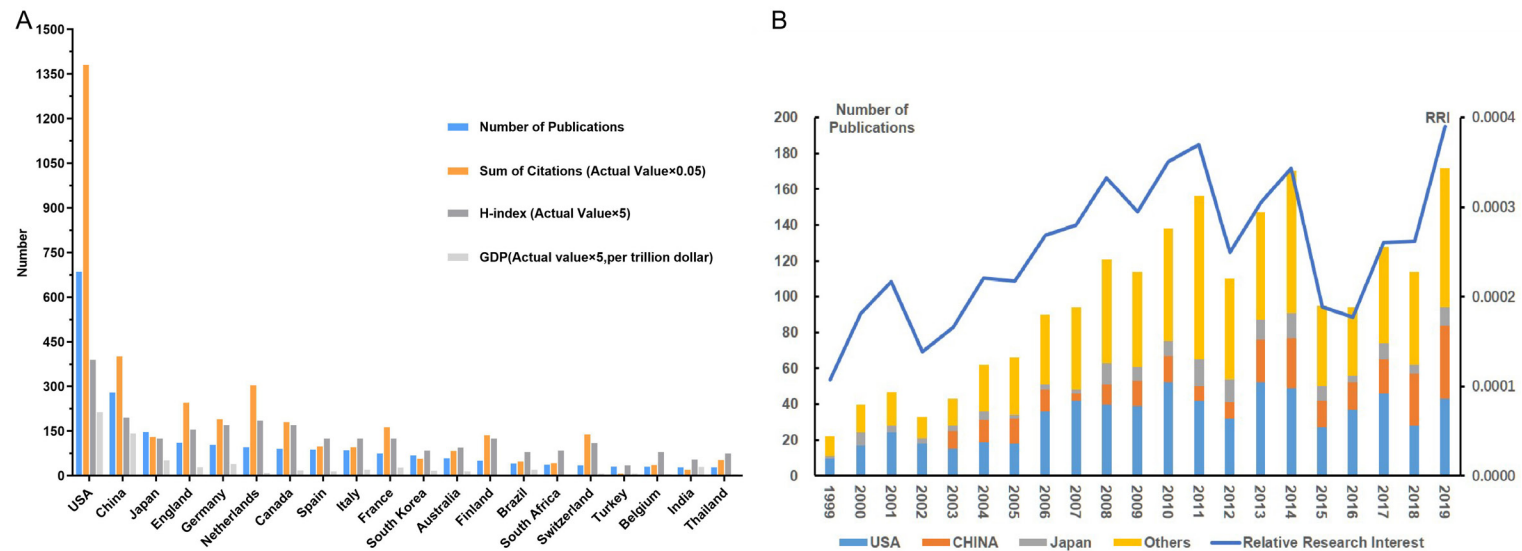 A
1500
1350
1200
1050
900
750
600
450
300
150
0
Number
Number of Publications
Sum of Citations (Actual Value×0.05)
H-index (Actual Value×5)
GDP(Actual value×5,per trillion dollar)
USA
China
Japan
England
Germany
Netherlands
Canada
Spain
Italy
France
South Korea
Australia
Finland
Brazil
South Africa
Switzerland
Turkey
Belgium
India
Thailand
B
Number of
Publications
RRI
200
180
160
140
120
100
80
60
40
20
0
0.0004
0.0003
0.0002
0.0001
0.0000
1999
2000
2001
2002
2003
2004
2005
2006
2007
2008
2009
2010
2011
2012
2013
2014
2015
2016
2017
2018
2019
USA
CHINA
Japan
Others
Relative Research Interest